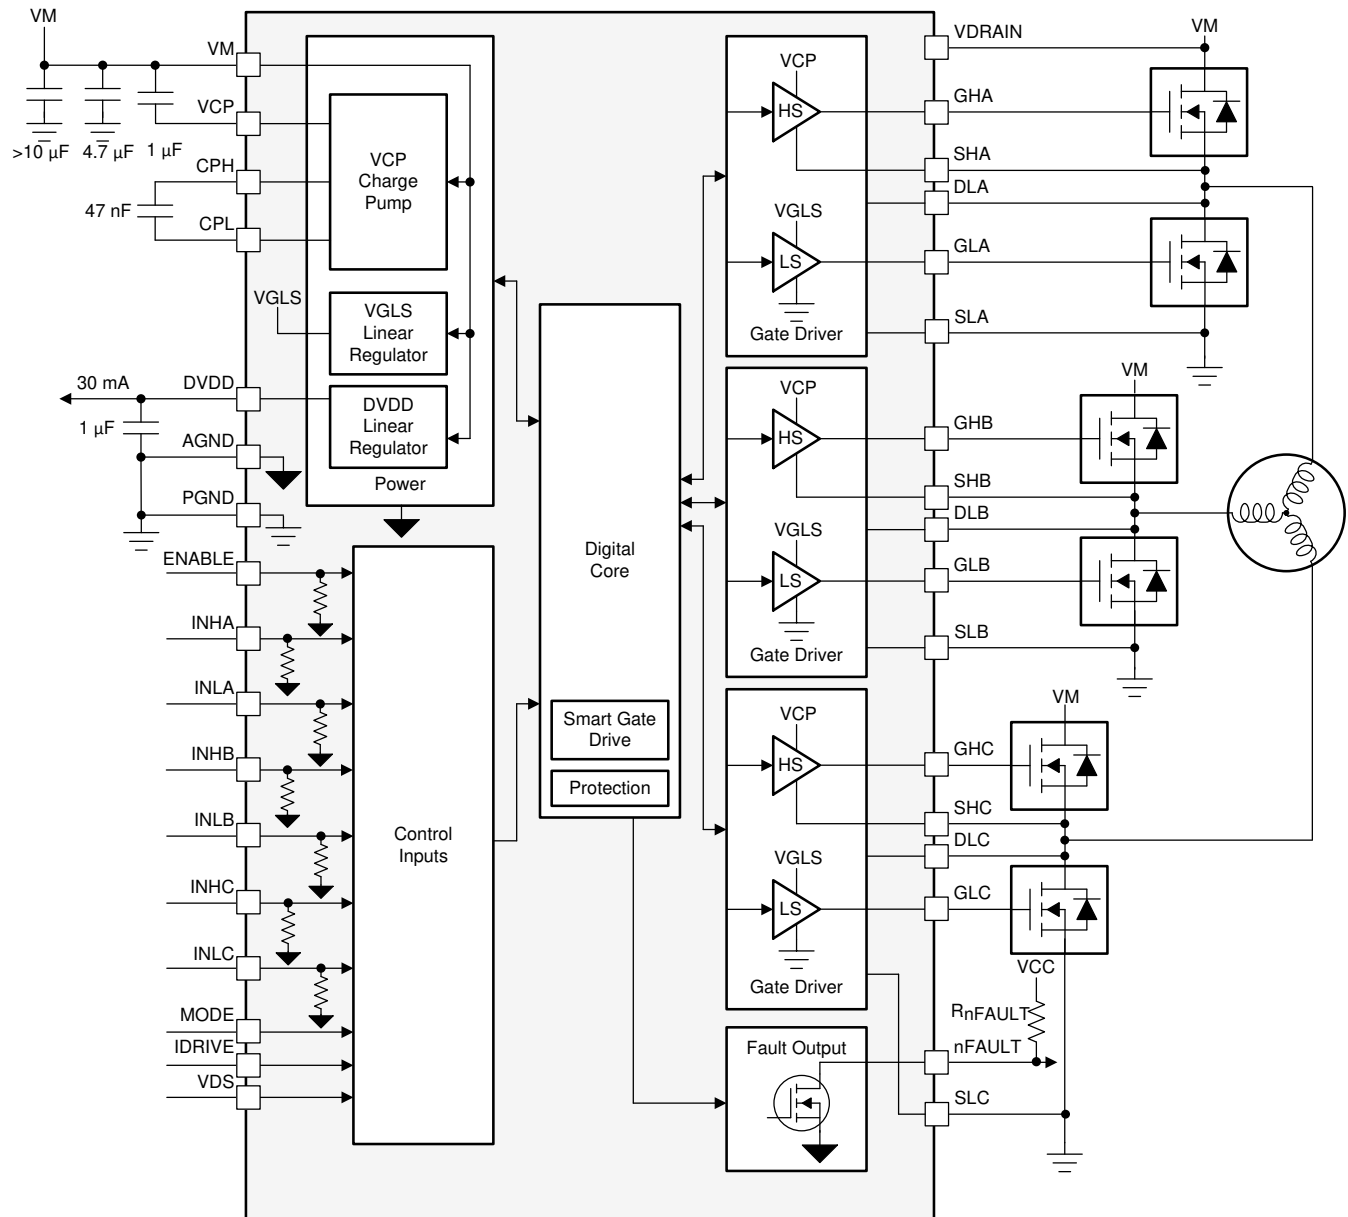 VM
VM
VCP
>10 µF
4.7 µF
1 µF
CPH
47 nF
CPL
VCP
Charge
Pump
VGLS
VGLS
Linear
Regulator
30 mA
DVDD
1 µF
DVDD
Linear
Regulator
AGND
Power
PGND
ENABLE
INHA
INLA
INHB
INLB
INHC
INLC
MODE
IDRIVE
VDS
Control
Inputs
Digital
Core
Smart Gate
Drive
Protection
VCP
HS
VGLS
LS
Gate Driver
VCP
HS
VGLS
LS
Gate Driver
VCP
HS
VGLS
LS
Gate Driver
Fault Output
VDRAIN
VM
GHA
SHA
DLA
GLA
SLA
VM
GHB
SHB
DLB
GLB
SLB
VM
GHC
SHC
DLC
GLC
VCC
RnFAULT
nFAULT
SLC